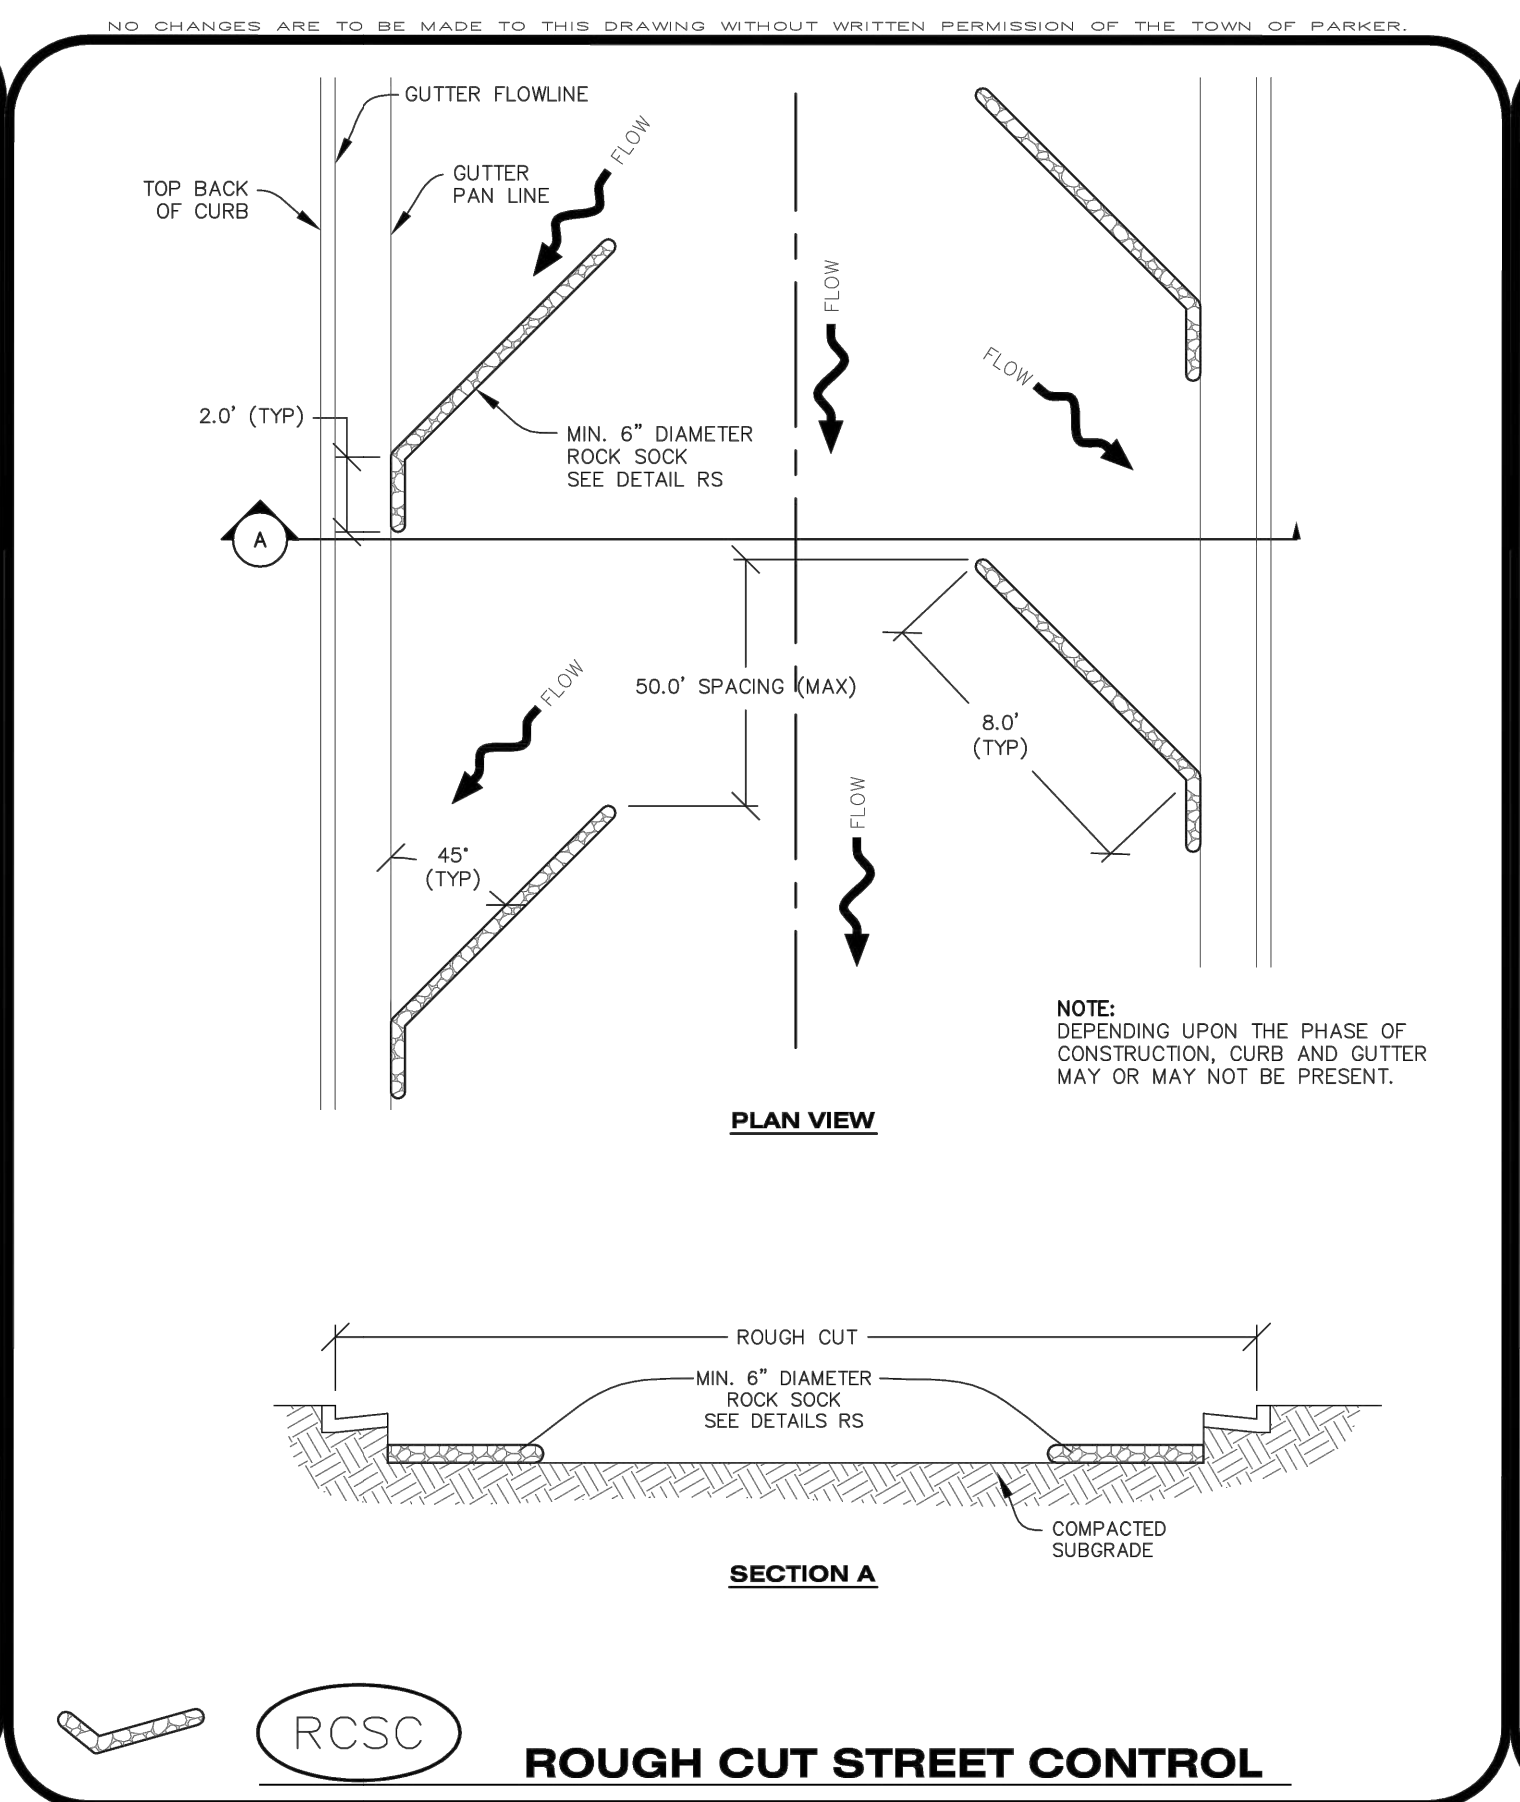 NO CHANGES ARE TO BE MADE TO THIS DRAWING WITHOUT WRITTEN PERMISSION OF THE TOWN OF PARKER.
GUTTER FLOWLINE
TOP BACK
OF CURB
GUTTER
PAN LINE
FLOW
FLOW
FLOW
2.0' (TYP)
MIN. 6" DIAMETER
ROCK SOCK
SEE DETAIL RS
A
50.0' SPACING (MAX)
FLOW
8.0'
(TYP)
FLOW
45°
(TYP)
NOTE:
DEPENDING UPON THE PHASE OF
CONSTRUCTION, CURB AND GUTTER
MAY OR MAY NOT BE PRESENT.
PLAN VIEW
ROUGH CUT
MIN. 6" DIAMETER
ROCK SOCK
SEE DETAILS RS
COMPACTED
SUBGRADE
SECTION A
RCSC
ROUGH CUT STREET CONTROL